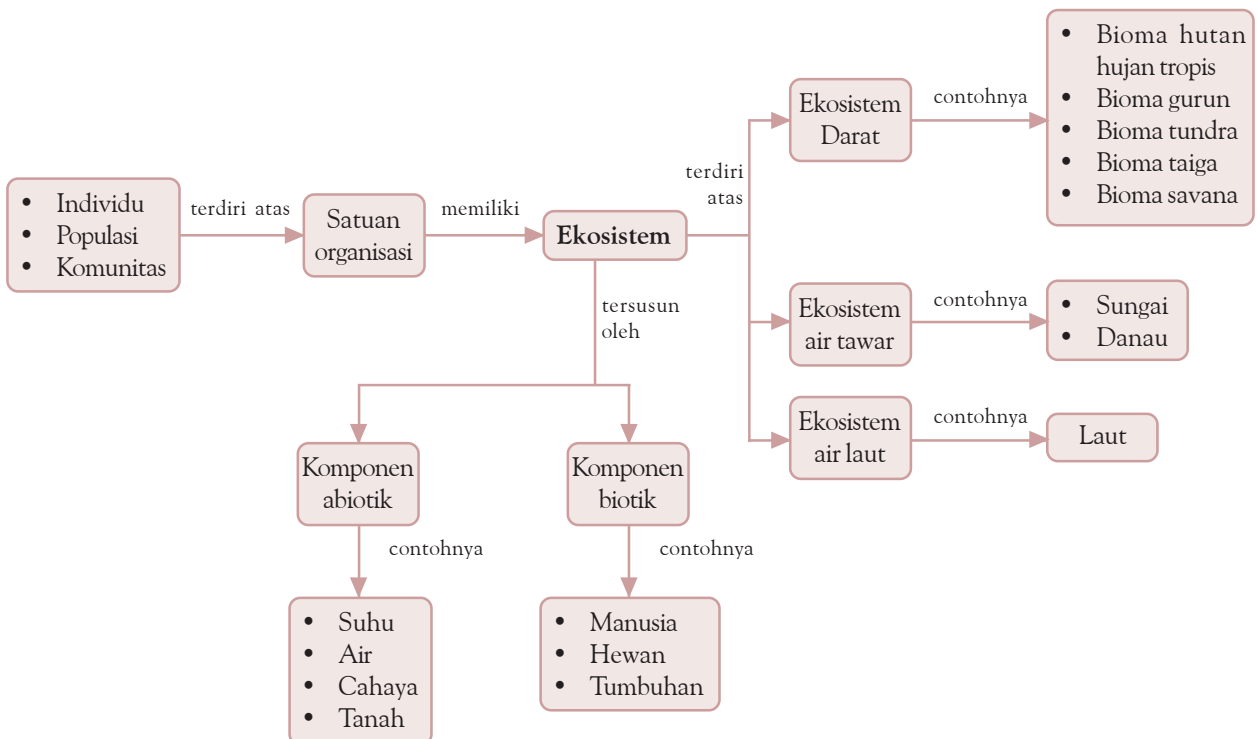 • Bioma hutan
hujan tropis
• Bioma gurun
• Bioma tundra
• Bioma taiga
• Bioma savana
contohnya
Ekosistem
Darat
terdiri
atas
• Individu
• Populasi
• Komunitas
terdiri atas
Satuan
organisasi
memiliki
Ekosistem
tersusun
oleh
Ekosistem
air tawar
contohnya
• Sungai
• Danau
Ekosistem
air laut
contohnya
Laut
Komponen
abiotik
contohnya
• Suhu
• Air
• Cahaya
• Tanah
Komponen
biotik
contohnya
• Manusia
• Hewan
• Tumbuhan